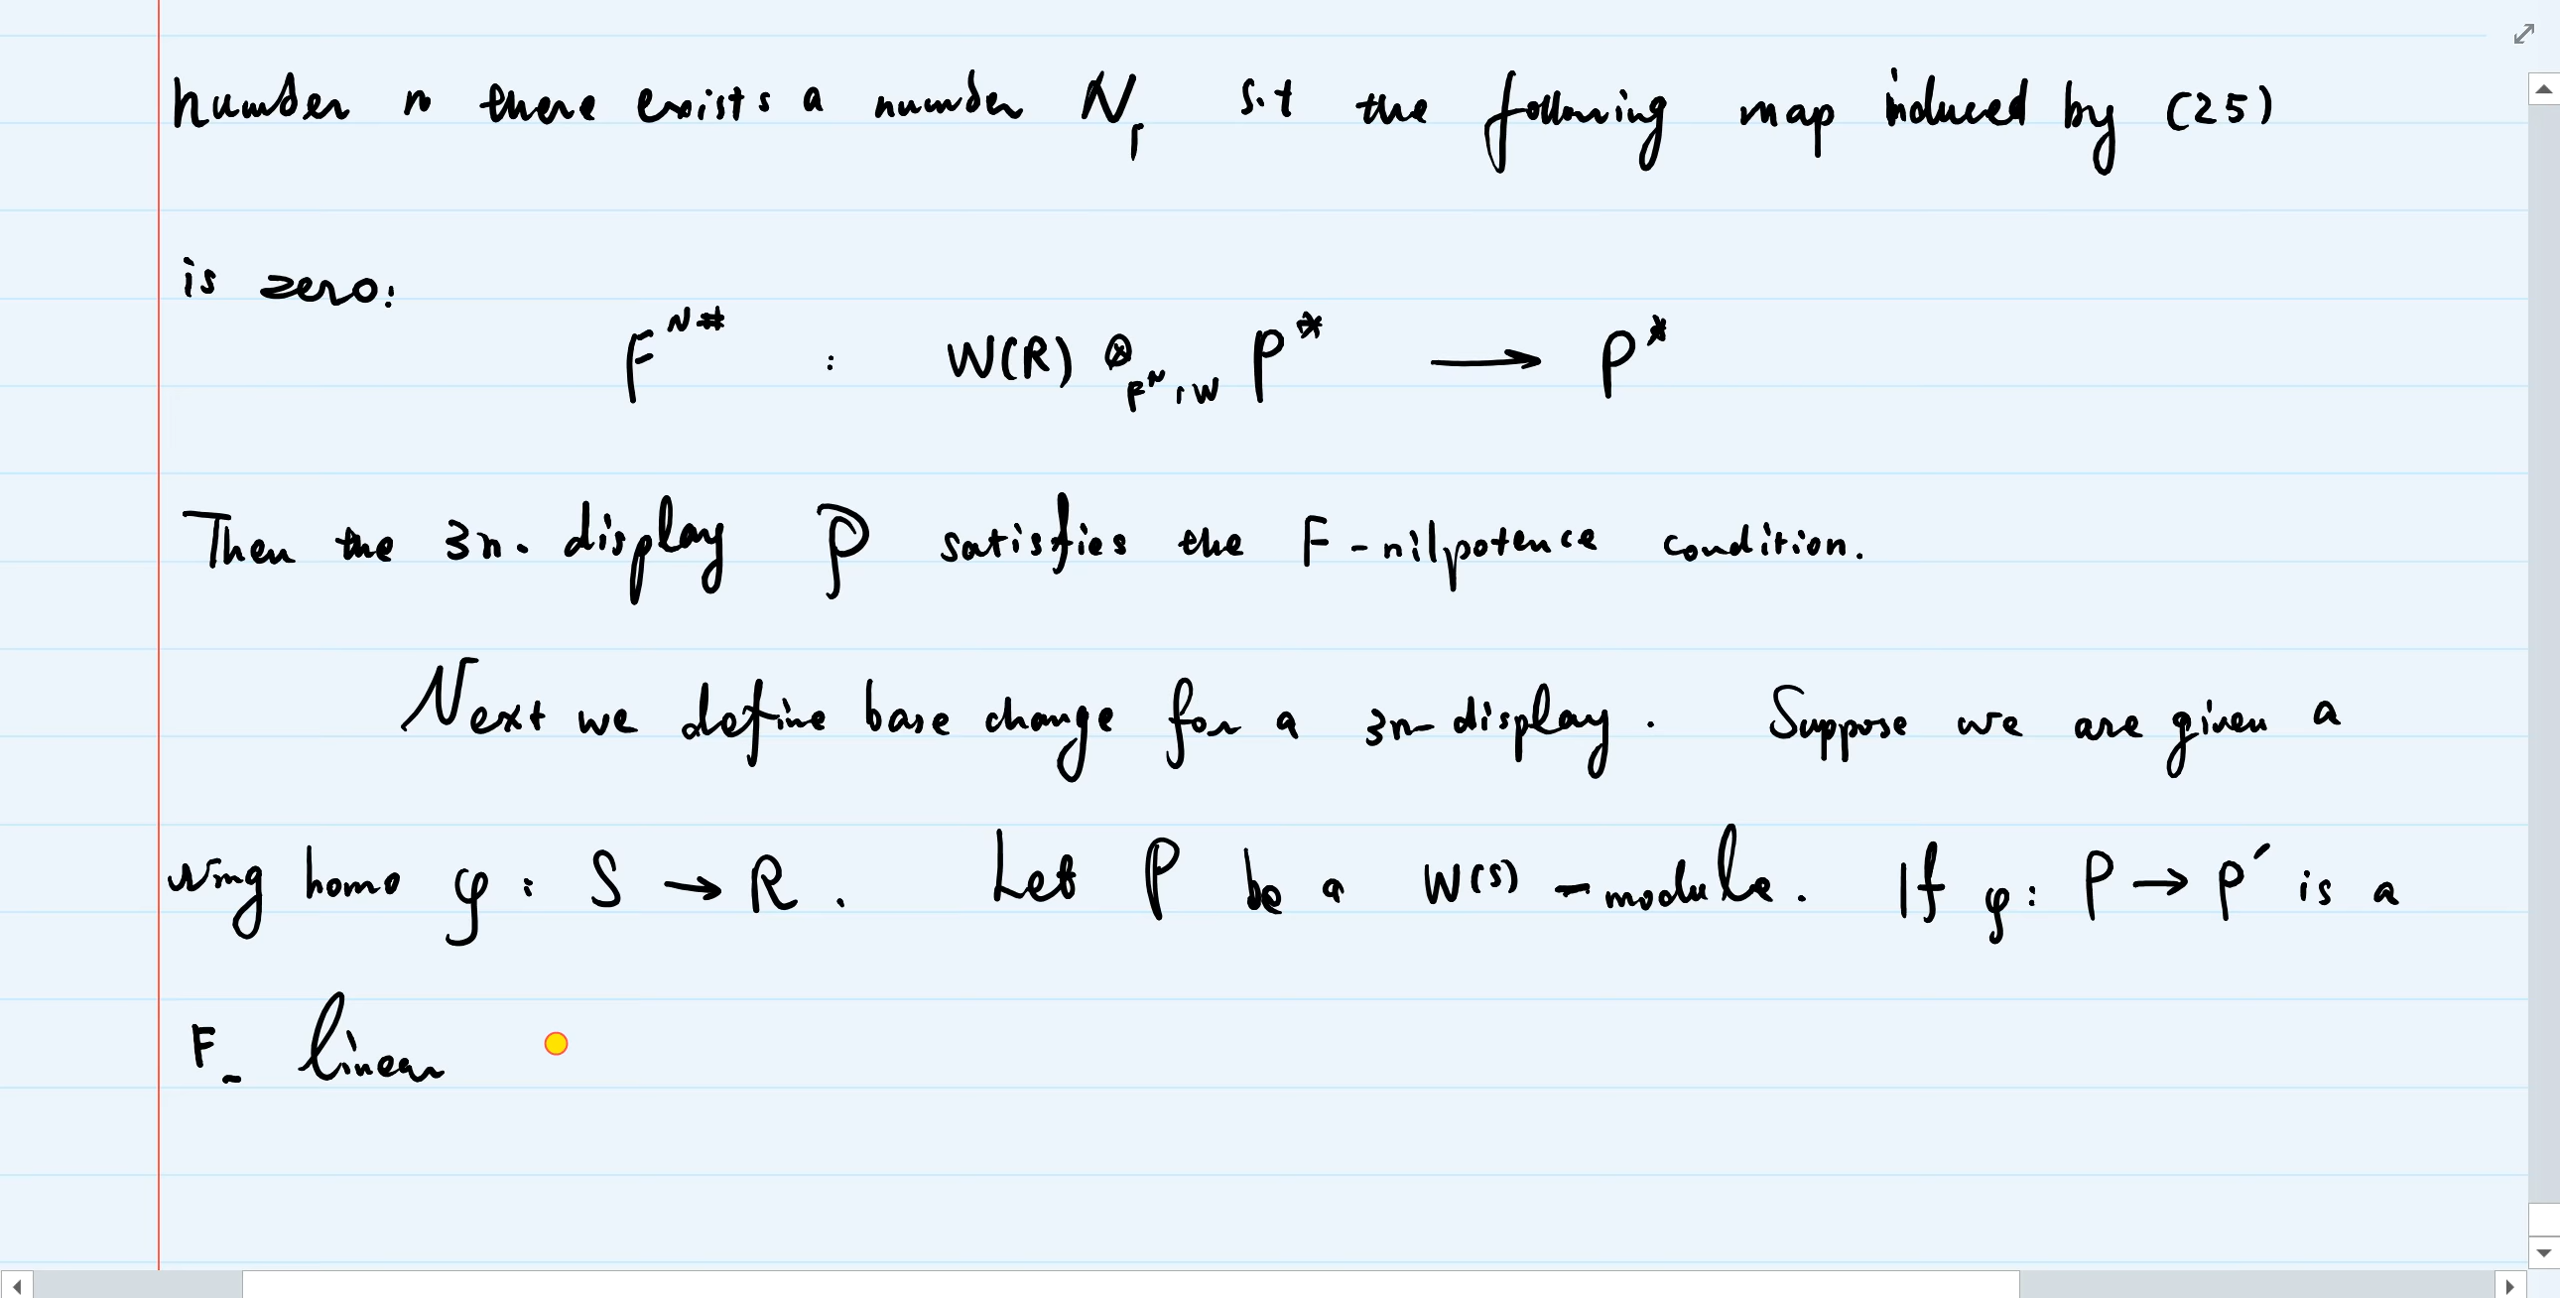 number n there exists a number N, s.t the following map induced by (25)
is zero:
F^{N#} : W(R) ⊗_{F^N, W} P^* ⟶ P^*
Then the 3n. display P satisfies the F-nilpotence condition.
Next we define base change for a 3n-display. Suppose we are given a
ring homo φ: S → R. Let P be a W(S)-module. If φ: P → P' is a
F- linear